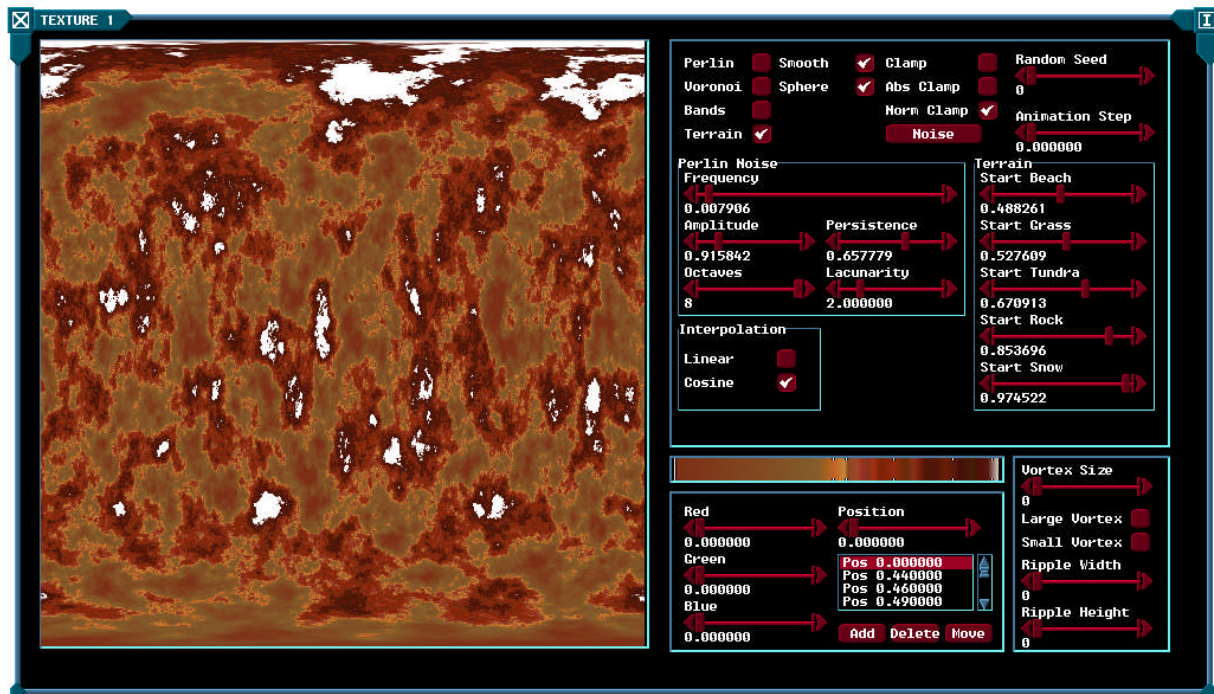 TEXTURE 1
I
Perlin Smooth Clamp Random Seed
0
Voronoi Sphere Abs Clamp
Bands Norm Clamp
Terrain Noise
Animation Step
0.000000
Perlin Noise
Frequency
0.007906
Amplitude Persistence
0.915842 0.657779
Octaves Lacunarity
8 2.000000
Terrain
Start Beach
0.488261
Start Grass
0.527609
Start Tundra
0.670913
Start Rock
0.853696
Start Snow
0.974522
Interpolation
Linear
Cosine
Red
0.000000
Green
0.000000
Blue
0.000000
Position
0.000000
Pos 0.000000
Pos 0.440000
Pos 0.460000
Pos 0.490000
Add Delete Move
Vortex Size
0
Large Vortex
Small Vortex
Ripple Width
0
Ripple Height
0